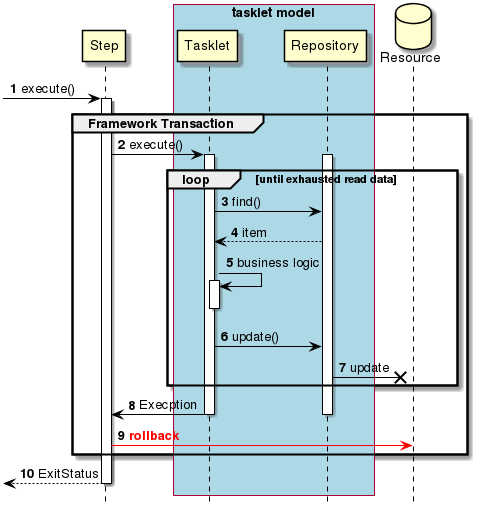 tasklet model
Step
Tasklet
Repository
Resource
1 execute()
Framework Transaction
2 execute()
loop [until exhausted read data]
3 find()
4 item
5 business logic
6 update()
7 update
8 Execption
9 rollback
10 ExitStatus